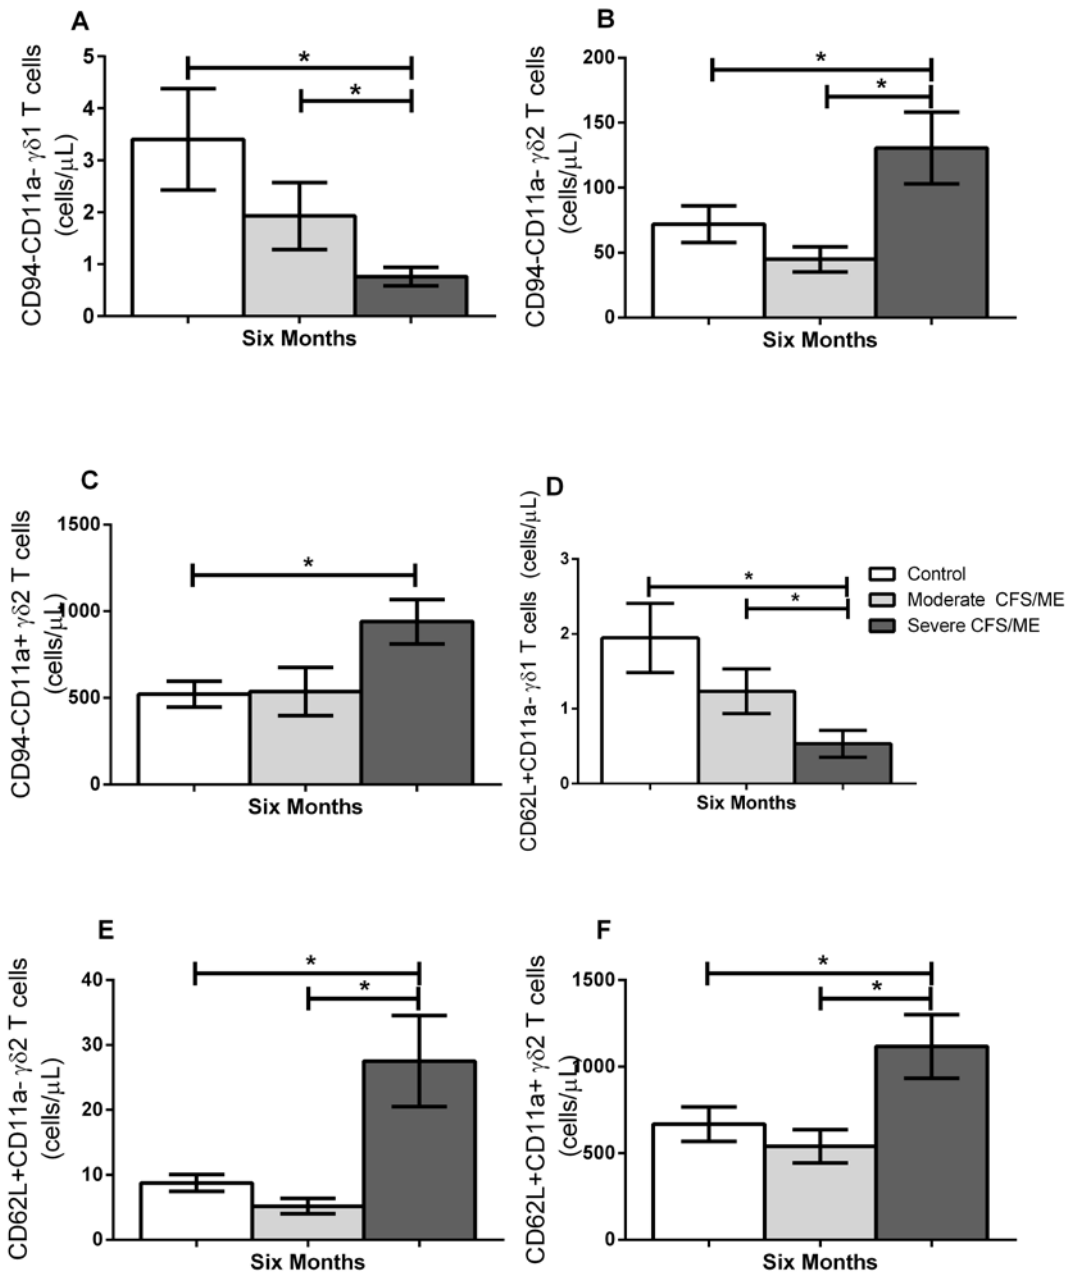 A
CD94-CD11a- γδ1 T cells
(cells/µL)
5
4
3
2
1
0
*
*
Six Months
B
CD94-CD11a- γδ2 T cells
(cells/µL)
200
150
100
50
0
*
*
Six Months
C
CD94-CD11a+ γδ2 T cells
(cells/µL)
1500
1000
500
0
*
Six Months
D
CD62L+CD11a- γδ1 T cells (cells/µL)
3
2
1
0
*
*
Six Months
Control
Moderate CFS/ME
Severe CFS/ME
E
CD62L+CD11a- γδ2 T cells
(cells/µL)
40
30
20
10
0
*
*
Six Months
F
CD62L+CD11a+ γδ2 T cells
(cells/µL)
1500
1000
500
0
*
*
Six Months